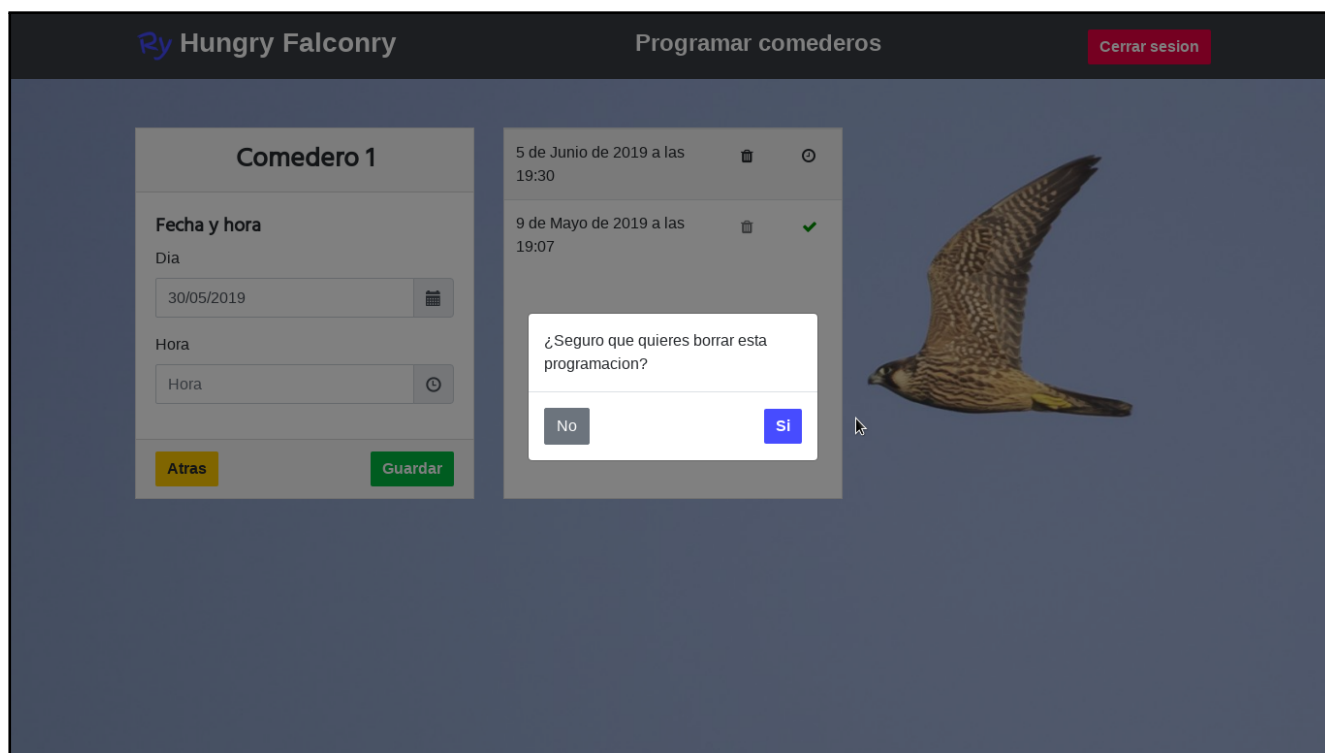 Ry Hungry Falconry
Programar comederos
Cerrar sesion
Comedero 1
Fecha y hora
Dia
30/05/2019
Hora
Hora
Atras
Guardar
5 de Junio de 2019 a las
19:30
9 de Mayo de 2019 a las
19:07
¿Seguro que quieres borrar esta
programacion?
No
Si